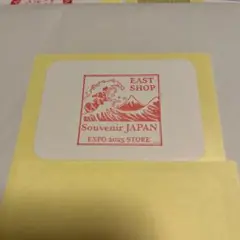 EAST
SHOP
Souvenir JAPAN
EXPO 2025 STORE